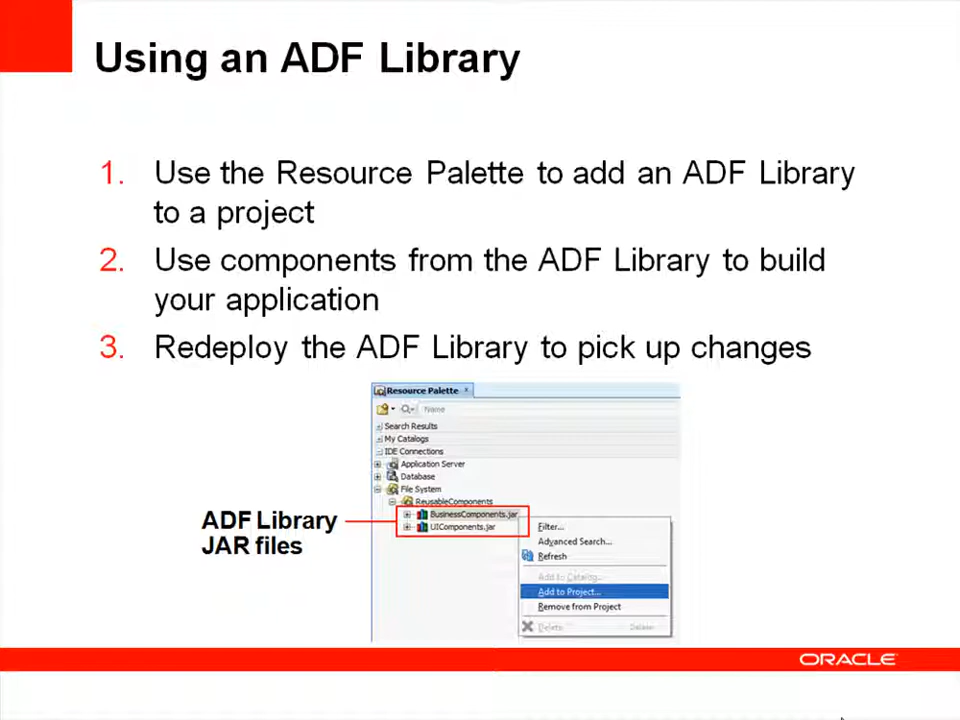 Using an ADF Library
1. Use the Resource Palette to add an ADF Library
to a project
2. Use components from the ADF Library to build
your application
3. Redeploy the ADF Library to pick up changes
Resource Palette
Name
Search Results
My Catalogs
IDE Connections
Application Server
Database
File System
ReusableComponents
BusinessComponents.jar
UIComponents.jar
ADF Library
JAR files
Filter...
Advanced Search...
Refresh
Add to Catalog...
Add to Project...
Remove from Project
Delete Delete
ORACLE